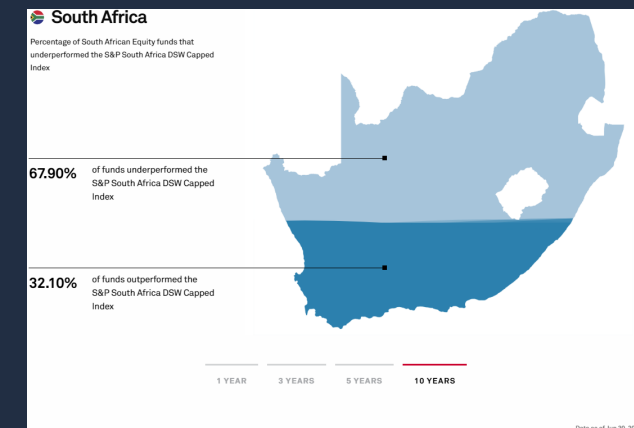 South Africa
Percentage of South African Equity funds that
underperformed the S&P South Africa DSW Capped
Index
67.90%
of funds underperformed the
S&P South Africa DSW Capped
Index
32.10%
of funds outperformed the
S&P South Africa DSW Capped
Index
1 YEAR 3 YEARS 5 YEARS 10 YEARS